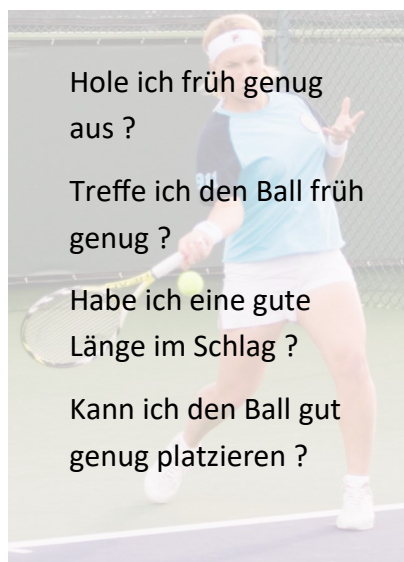 Hole ich früh genug
aus ?
Treffe ich den Ball früh
genug ?
Habe ich eine gute
Länge im Schlag ?
Kann ich den Ball gut
genug platzieren ?